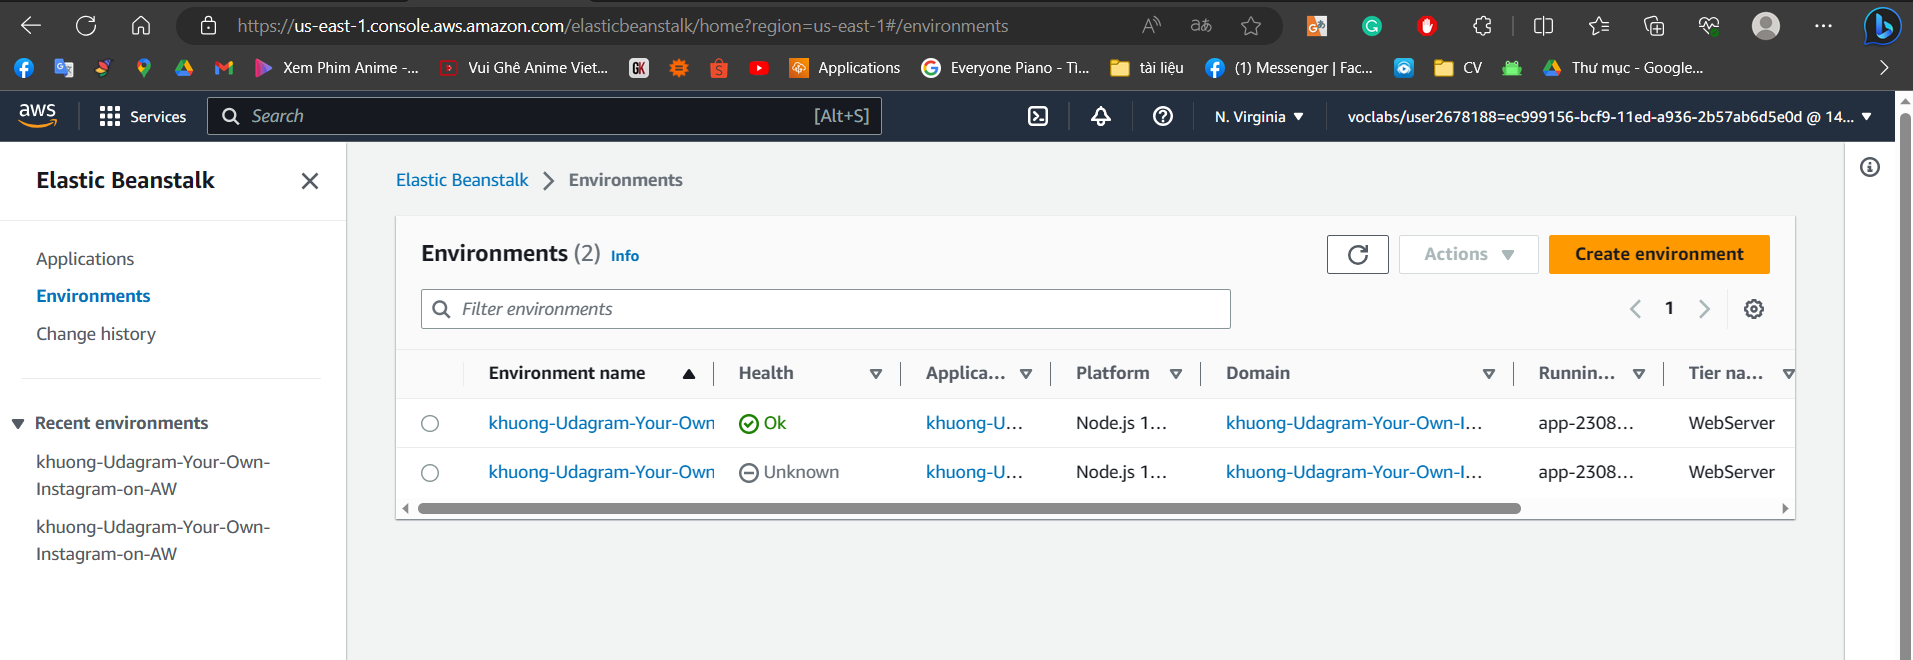 https://us-east-1.console.aws.amazon.com/elasticbeanstalk/home?region=us-east-1#/environments
Xem Phim Anime -... Vui Ghê Anime Viet... GK Applications Everyone Piano - Tì... tài liệu (1) Messenger | Fac... CV Thư mục - Google...
aws Services Search [Alt+S] N. Virginia voclabs/user2678188=ec999156-bcf9-11ed-a936-2b57ab6d5e0d @ 14...
Elastic Beanstalk
Applications
Environments
Change history
Recent environments
khuong-Udagram-Your-Own-
Instagram-on-AW
khuong-Udagram-Your-Own-
Instagram-on-AW
Elastic Beanstalk > Environments
Environments (2) Info
Actions
Create environment
Filter environments
1
Environment name Health Applica... Platform Domain Runnin... Tier na...
khuong-Udagram-Your-Own Ok khuong-U... Node.js 1... khuong-Udagram-Your-Own-I... app-2308... WebServer
khuong-Udagram-Your-Own Unknown khuong-U... Node.js 1... khuong-Udagram-Your-Own-I... app-2308... WebServer